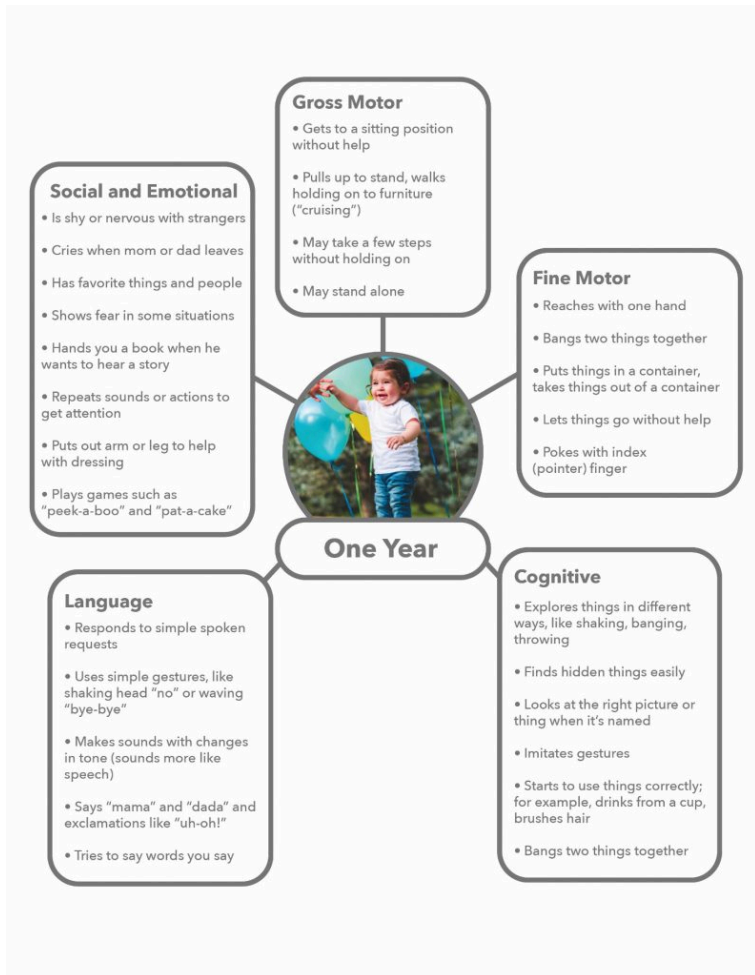 Gross Motor
• Gets to a sitting position
without help
• Pulls up to stand, walks
holding on to furniture
("cruising")
• May take a few steps
without holding on
• May stand alone
Social and Emotional
• Is shy or nervous with strangers
• Cries when mom or dad leaves
• Has favorite things and people
• Shows fear in some situations
• Hands you a book when he
wants to hear a story
• Repeats sounds or actions to
get attention
• Puts out arm or leg to help
with dressing
• Plays games such as
"peek-a-boo" and "pat-a-cake"
Fine Motor
• Reaches with one hand
• Bangs two things together
• Puts things in a container,
takes things out of a container
• Lets things go without help
• Pokes with index
(pointer) finger
One Year
Language
• Responds to simple spoken
requests
• Uses simple gestures, like
shaking head "no" or waving
"bye-bye"
• Makes sounds with changes
in tone (sounds more like
speech)
• Says "mama" and "dada" and
exclamations like "uh-oh!"
• Tries to say words you say
Cognitive
• Explores things in different
ways, like shaking, banging,
throwing
• Finds hidden things easily
• Looks at the right picture or
thing when it's named
• Imitates gestures
• Starts to use things correctly;
for example, drinks from a cup,
brushes hair
• Bangs two things together